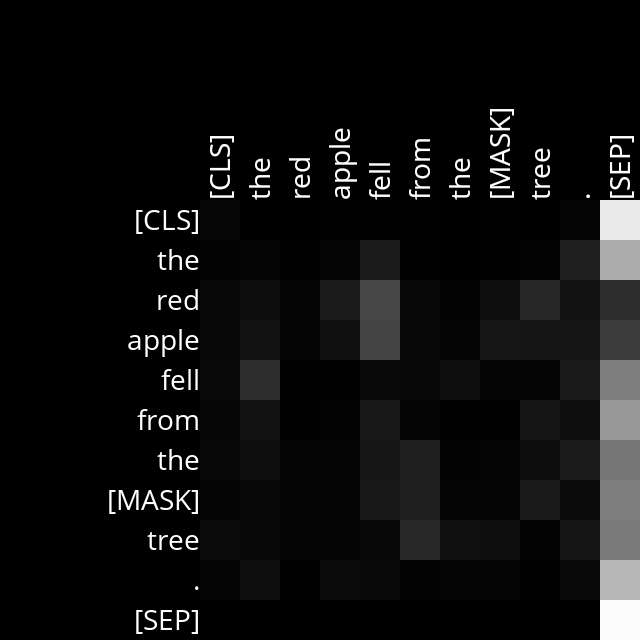 [CLS] the red apple fell from the [MASK] tree . [SEP]
[CLS]
the
red
apple
fell
from
the
[MASK]
tree
.
[SEP]